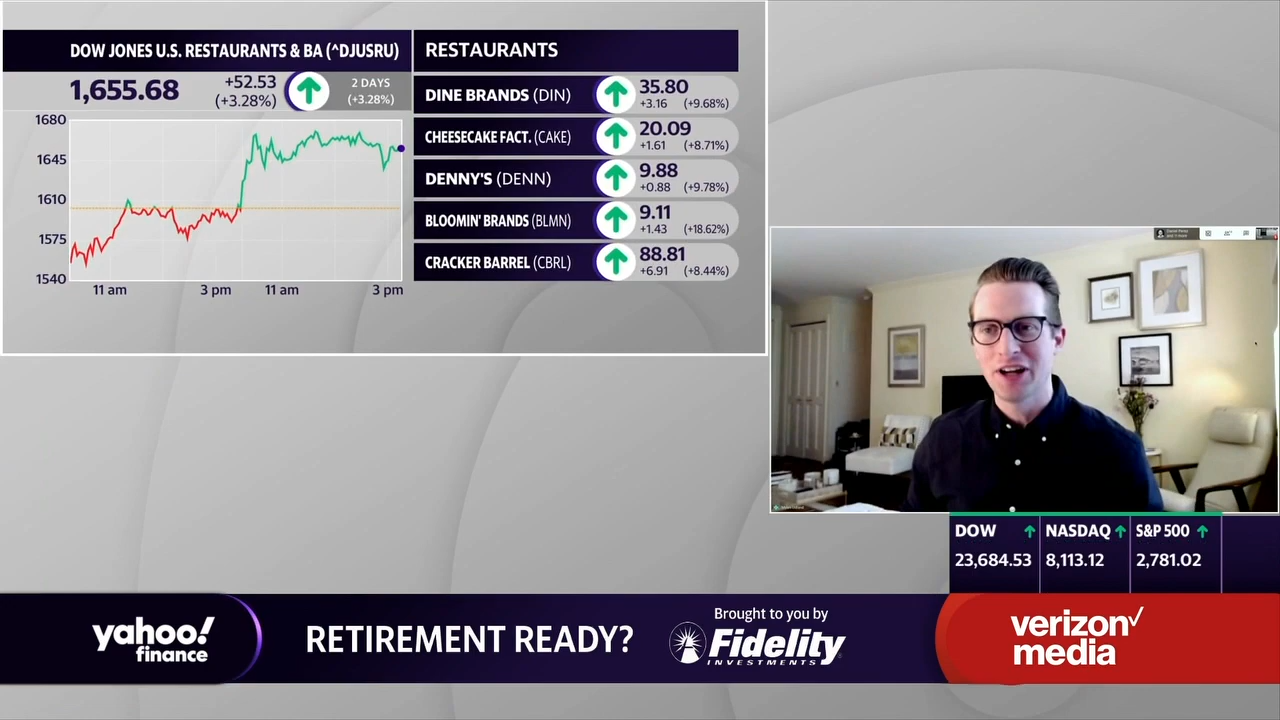 DOW JONES U.S. RESTAURANTS & BA (^DJUSRU)
1,655.68
+52.53
(+3.28%)
2 DAYS
(+3.28%)
1680
1645
1610
1575
1540
11 am
3 pm
11 am
3 pm
RESTAURANTS
DINE BRANDS (DIN)
35.80
+3.16 (+9.68%)
CHEESECAKE FACT. (CAKE)
20.09
+1.61 (+8.71%)
DENNY'S (DENN)
9.88
+0.88 (+9.78%)
BLOOMIN' BRANDS (BLMN)
9.11
+1.43 (+18.62%)
CRACKER BARREL (CBRL)
88.81
+6.91 (+8.44%)
DOW
23,684.53
NASDAQ
8,113.12
S&P 500
2,781.02
yahoo!
finance
RETIREMENT READY?
Brought to you by
Fidelity
INVESTMENTS
verizon
media